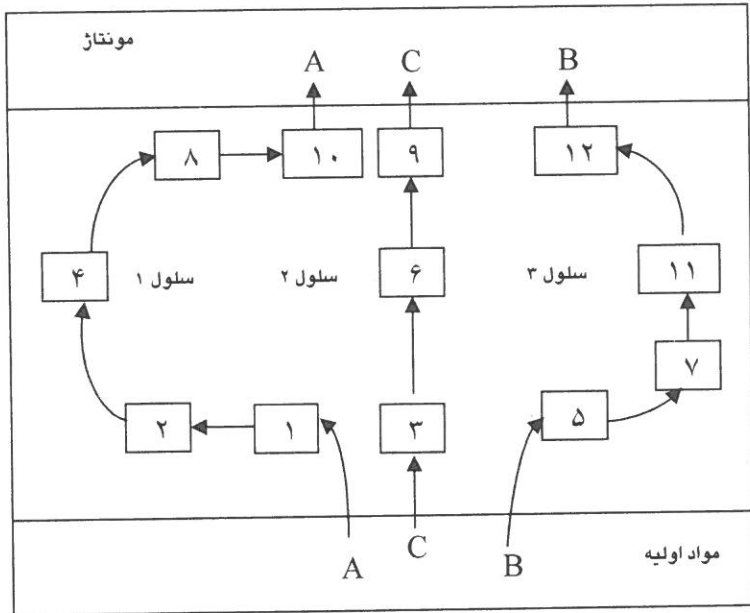 مونتاژ
A C B
۸ ۱۰ ۹ ۱۲
۴ سلول ۱ سلول ۲ ۶ سلول ۳ ۱۱
۷
۲ ۱ ۳ ۵
مواد اولیه
A C B